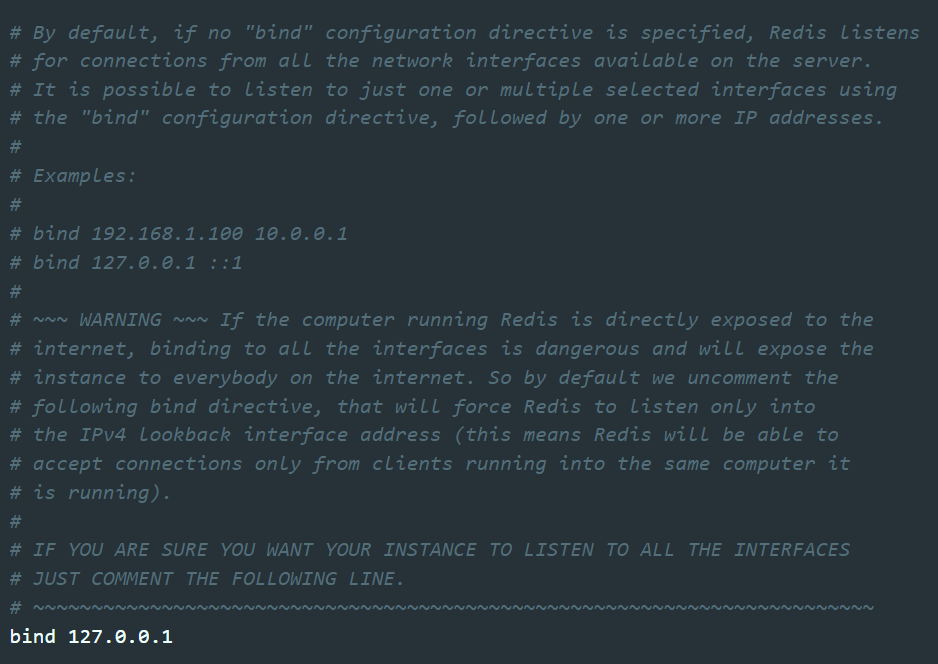 # By default, if no "bind" configuration directive is specified, Redis listens
# for connections from all the network interfaces available on the server.
# It is possible to listen to just one or multiple selected interfaces using
# the "bind" configuration directive, followed by one or more IP addresses.
#
# Examples:
#
# bind 192.168.1.100 10.0.0.1
# bind 127.0.0.1 ::1
#
# ~~~ WARNING ~~~ If the computer running Redis is directly exposed to the
# internet, binding to all the interfaces is dangerous and will expose the
# instance to everybody on the internet. So by default we uncomment the
# following bind directive, that will force Redis to listen only into
# the IPv4 lookback interface address (this means Redis will be able to
# accept connections only from clients running into the same computer it
# is running).
#
# IF YOU ARE SURE YOU WANT YOUR INSTANCE TO LISTEN TO ALL THE INTERFACES
# JUST COMMENT THE FOLLOWING LINE.
# ~~~~~~~~~~~~~~~~~~~~~~~~~~~~~~~~~~~~~~~~~~~~~~~~~~~~~~~~~~~~~~~~~~~~~~~~
bind 127.0.0.1